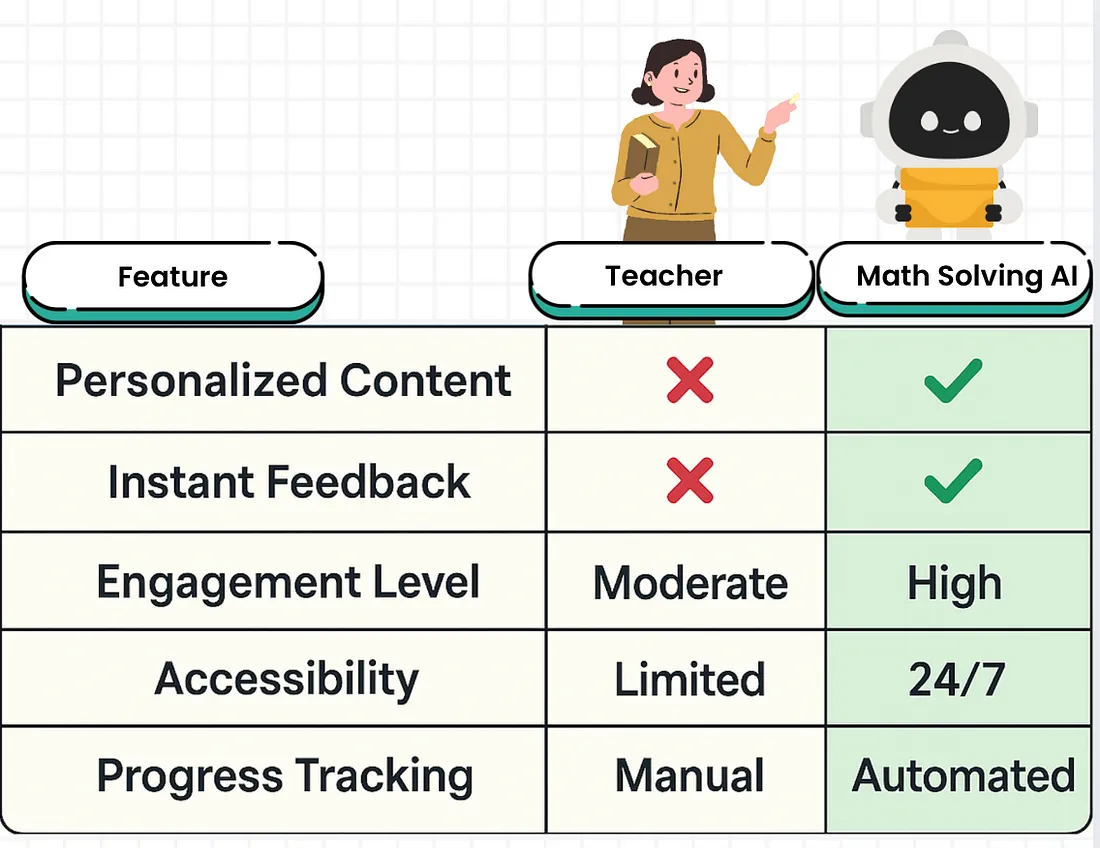 Feature Teacher Math Solving AI
Personalized Content
Instant Feedback
Engagement Level Moderate High
Accessibility Limited 24/7
Progress Tracking Manual Automated